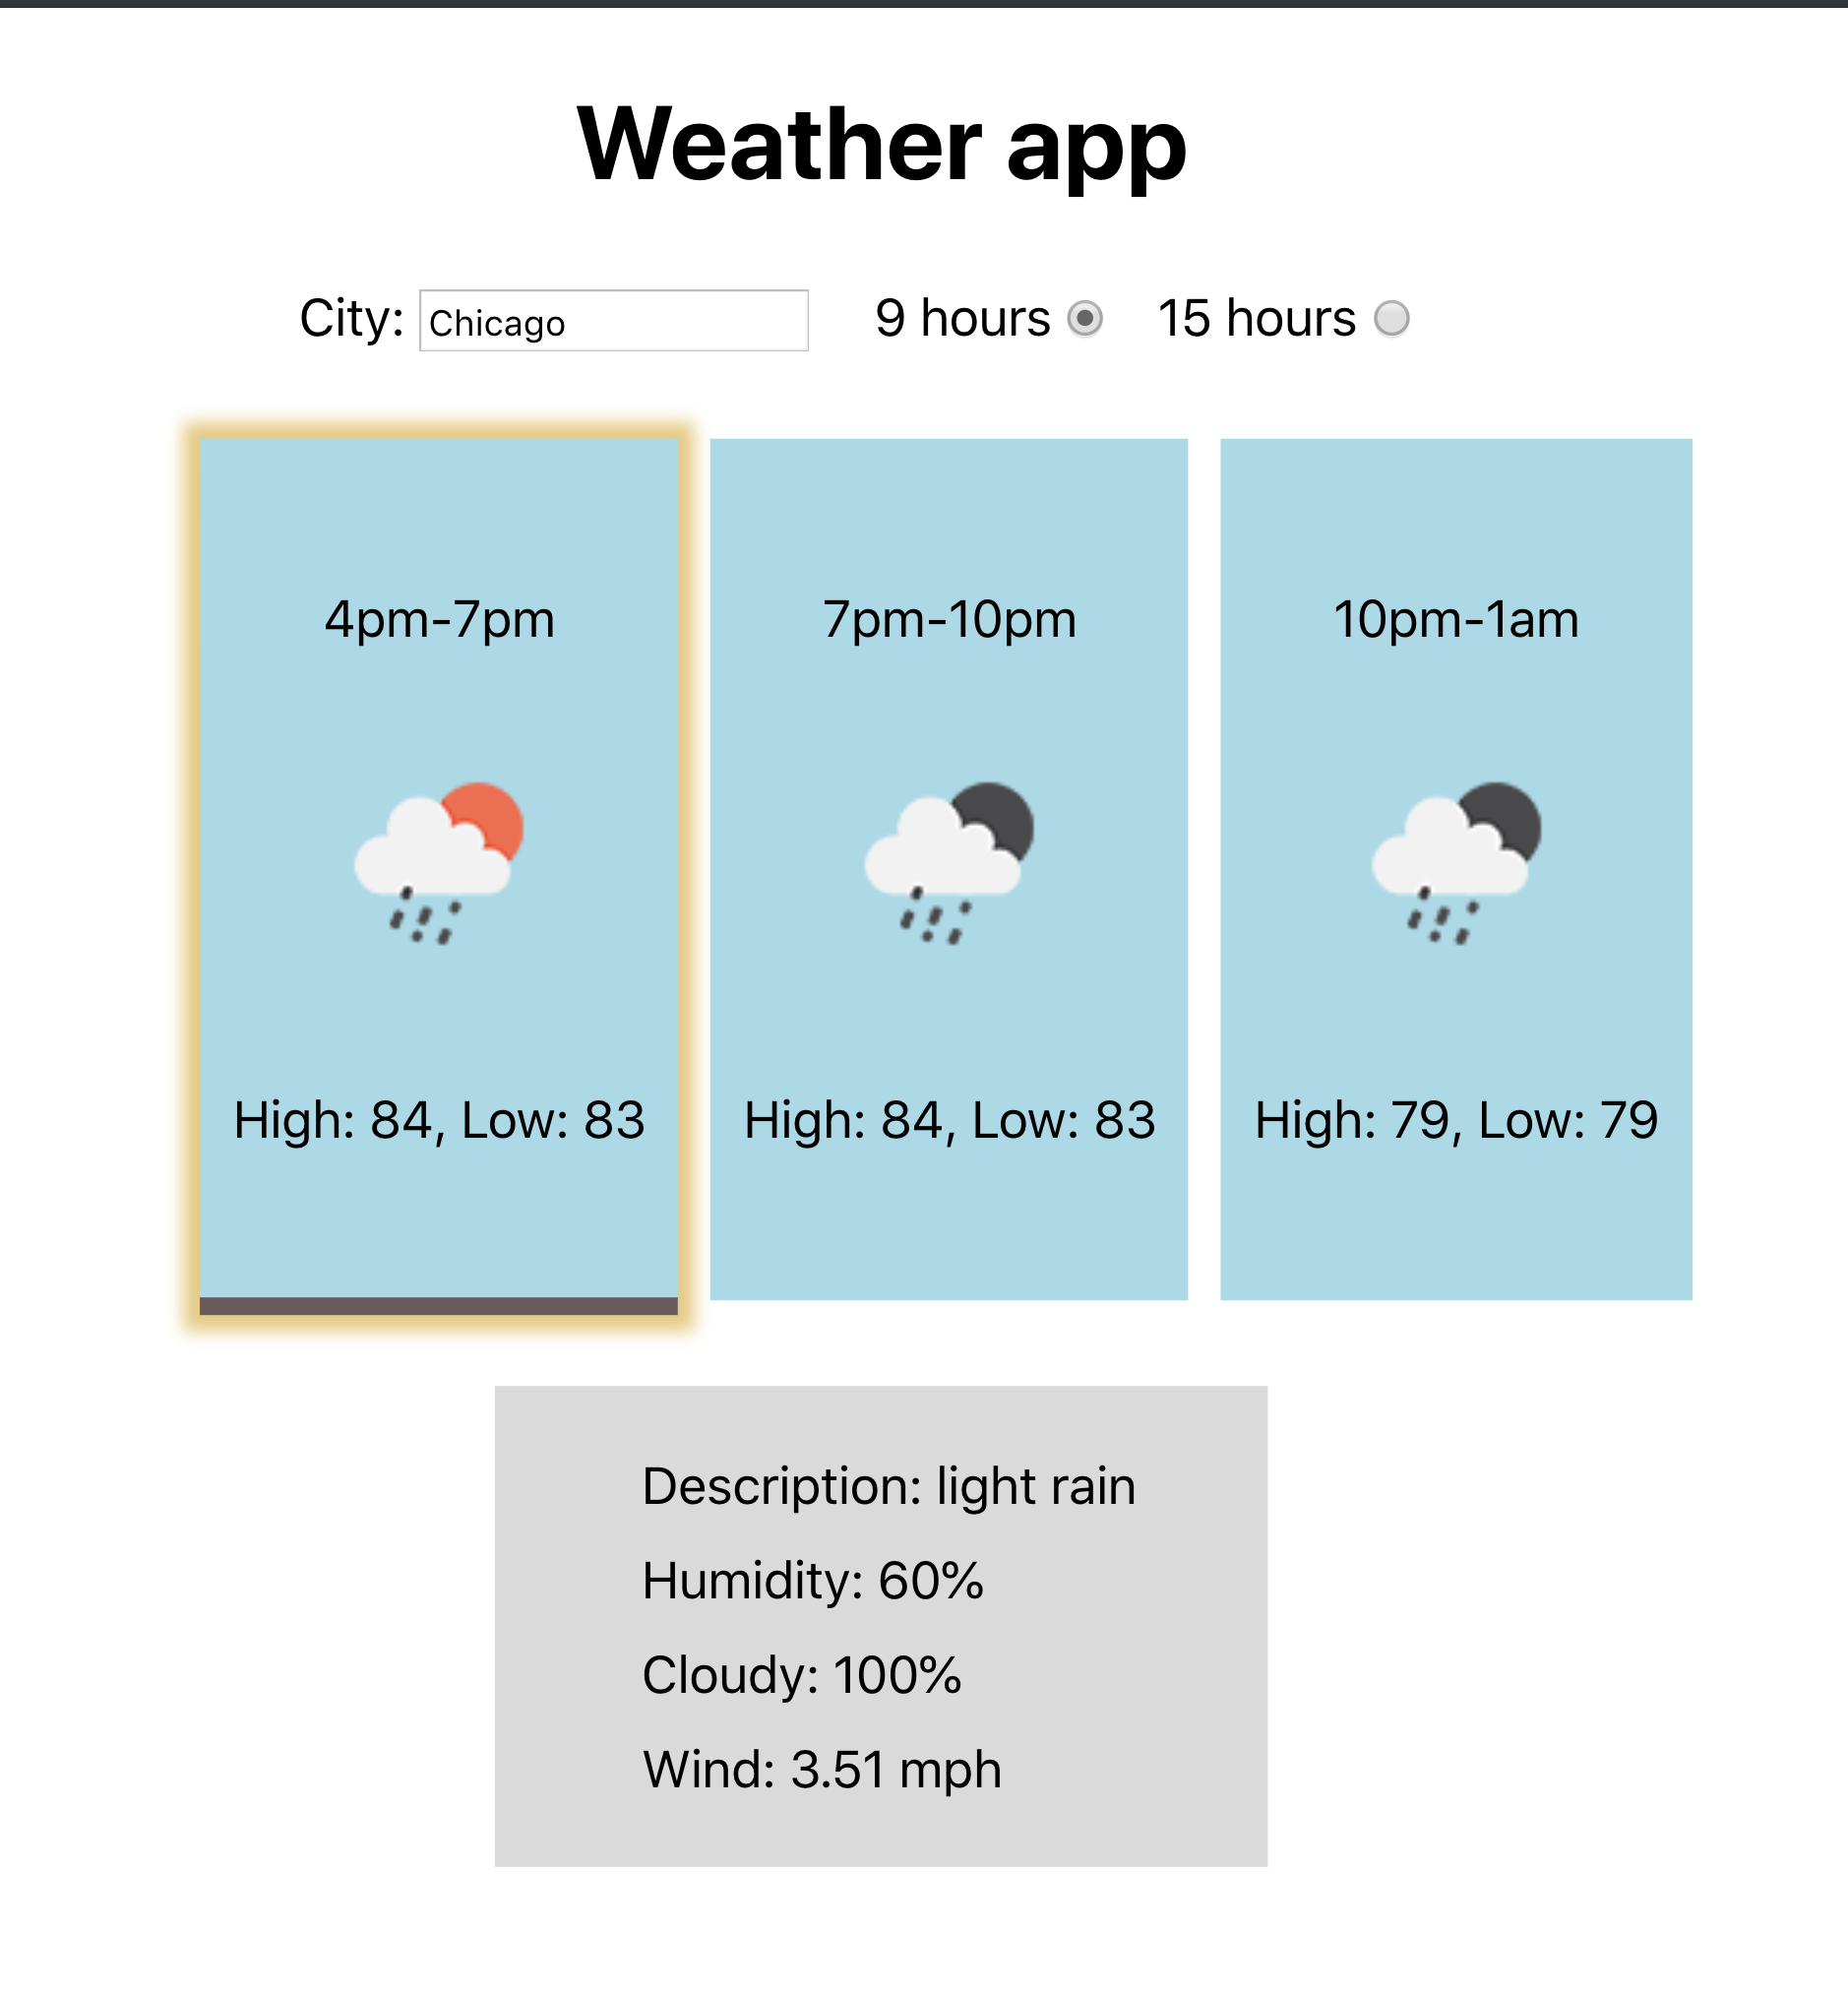 Weather app
City: Chicago 9 hours 15 hours
4pm-7pm 7pm-10pm 10pm-1am
High: 84, Low: 83 High: 84, Low: 83 High: 79, Low: 79
Description: light rain
Humidity: 60%
Cloudy: 100%
Wind: 3.51 mph